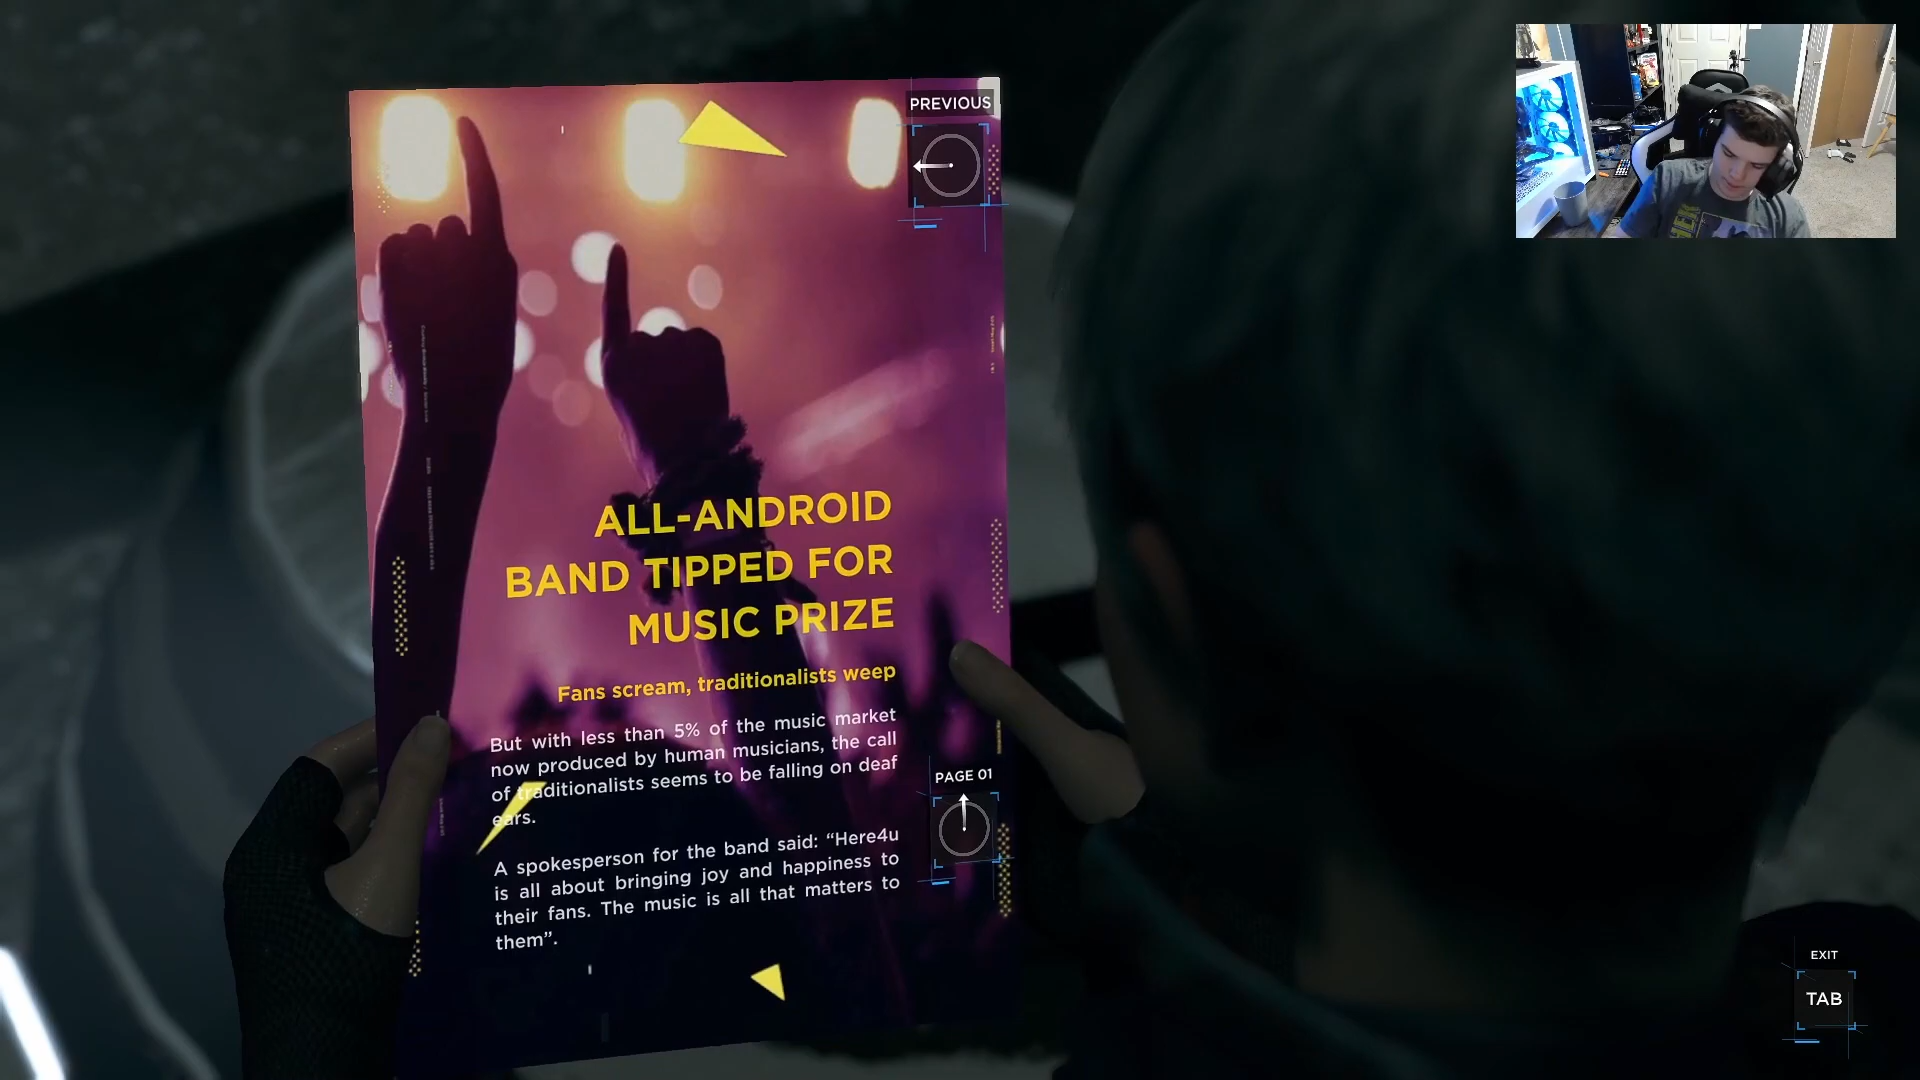 PREVIOUS
ALL-ANDROID
BAND TIPPED FOR
MUSIC PRIZE
Fans scream, traditionalists weep
But with less than 5% of the music market
now produced by human musicians, the call
of traditionalists seems to be falling on deaf
ears.
A spokesperson for the band said: “Here4u
is all about bringing joy and happiness to
their fans. The music is all that matters to
them”.
PAGE 01
EXIT
TAB